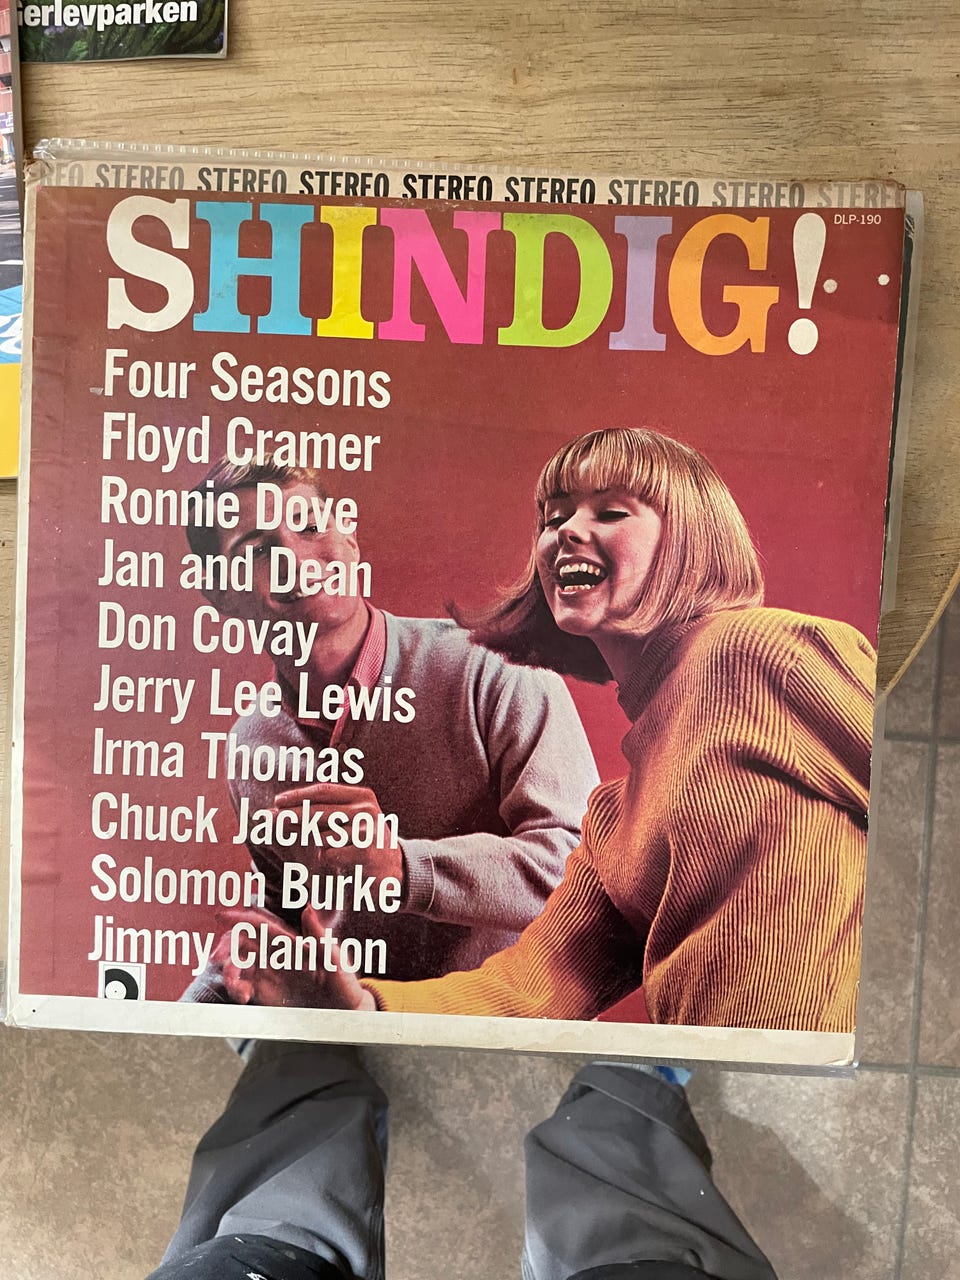 erlevparken
STEREO STEREO STEREO STEREO STEREO STEREO STEREO STEREO
SHINDIG!
DLP-190
Four Seasons
Floyd Cramer
Ronnie Dove
Jan and Dean
Don Covay
Jerry Lee Lewis
Irma Thomas
Chuck Jackson
Solomon Burke
Jimmy Clanton